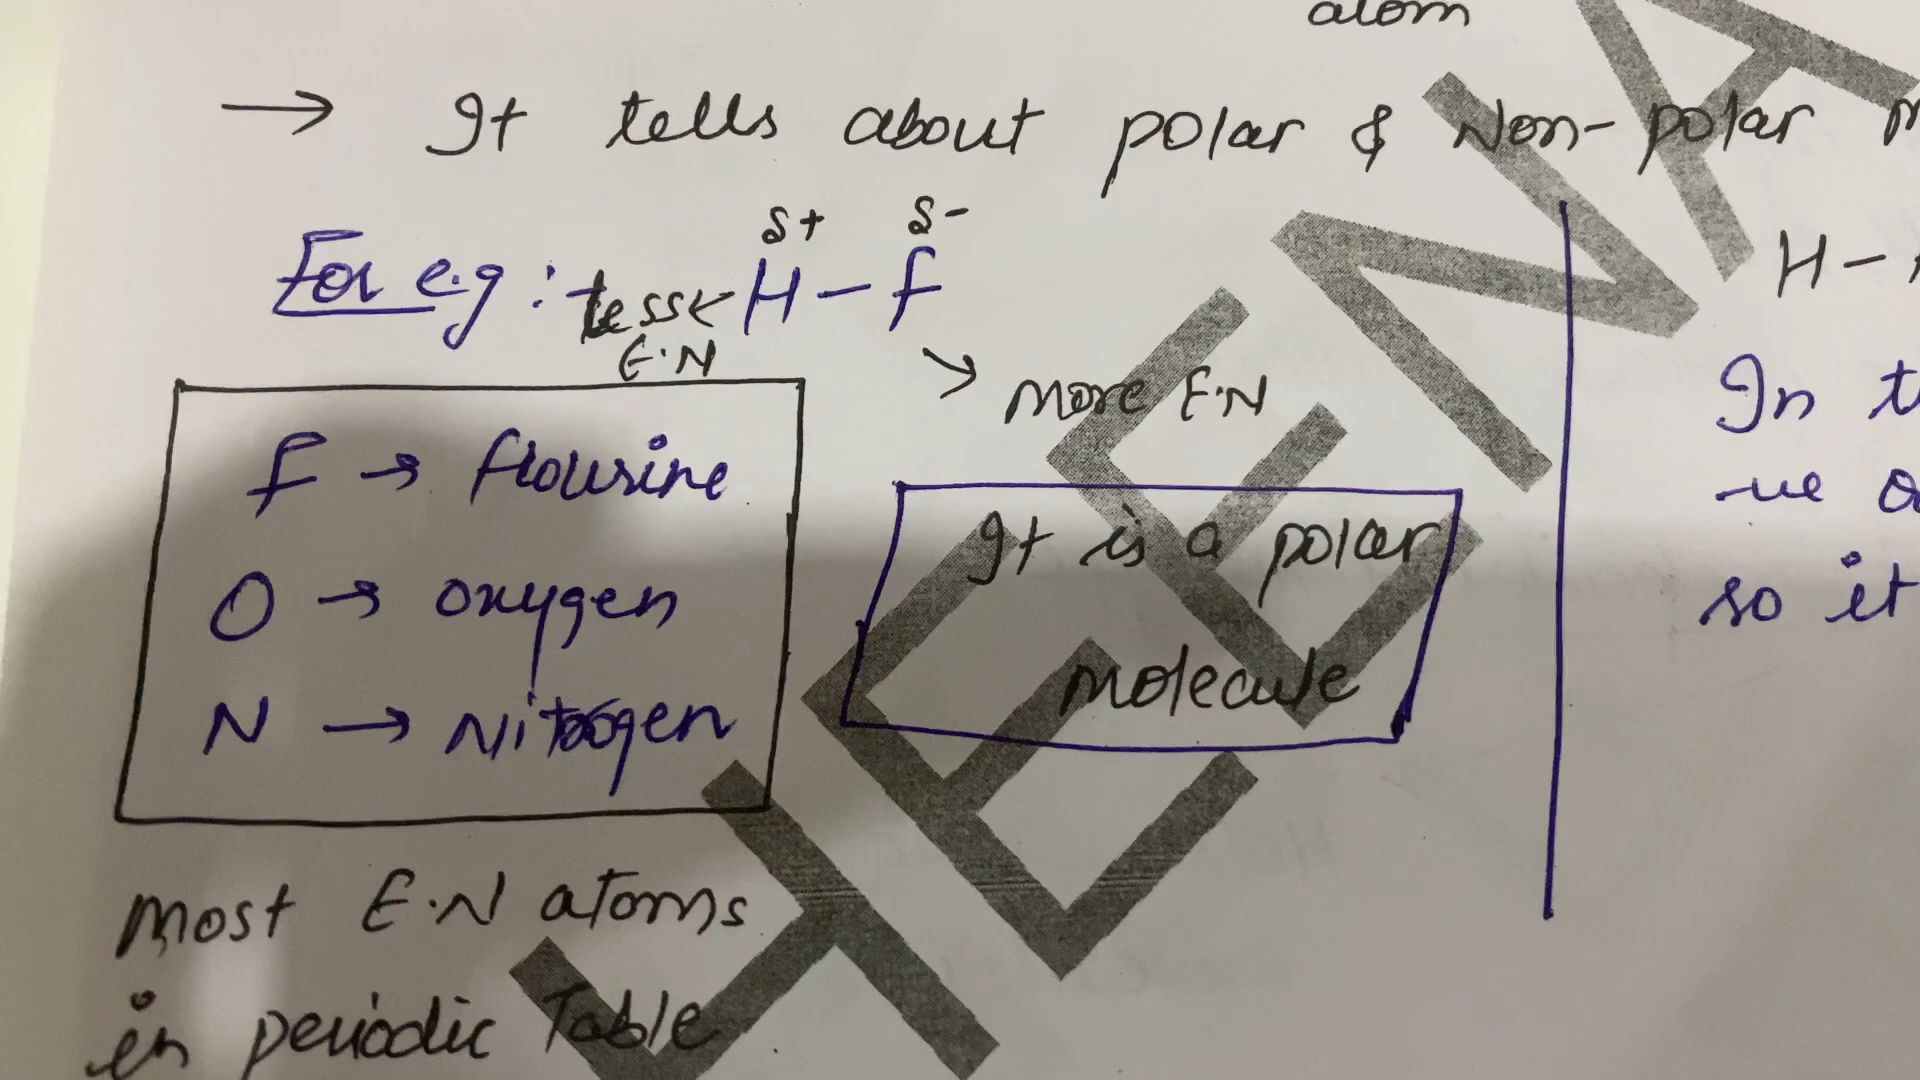 atom
→ It tells about polar & Non-polar
δ+ δ-
For e.g : less ← H - F
E.N
→ more E.N
F → flourine
O → oxygen
N → Nitrogen
most E.N atoms
in periodic Table
It is a polar
molecule
H -
In
-ve
so it